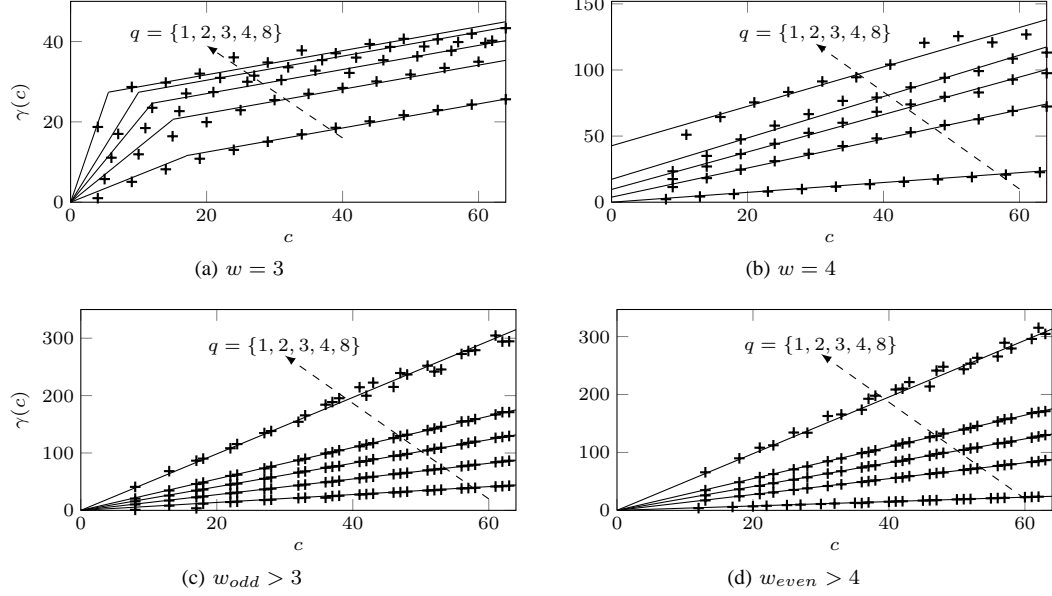 40
20
0
γ(c)
q = {1, 2, 3, 4, 8}
0
20
40
60
c
(a) w = 3
150
100
50
0
q = {1, 2, 3, 4, 8}
0
20
40
60
c
(b) w = 4
300
200
100
0
γ(c)
q = {1, 2, 3, 4, 8}
0
20
40
60
c
(c) w_odd > 3
300
200
100
0
q = {1, 2, 3, 4, 8}
0
20
40
60
c
(d) w_even > 4